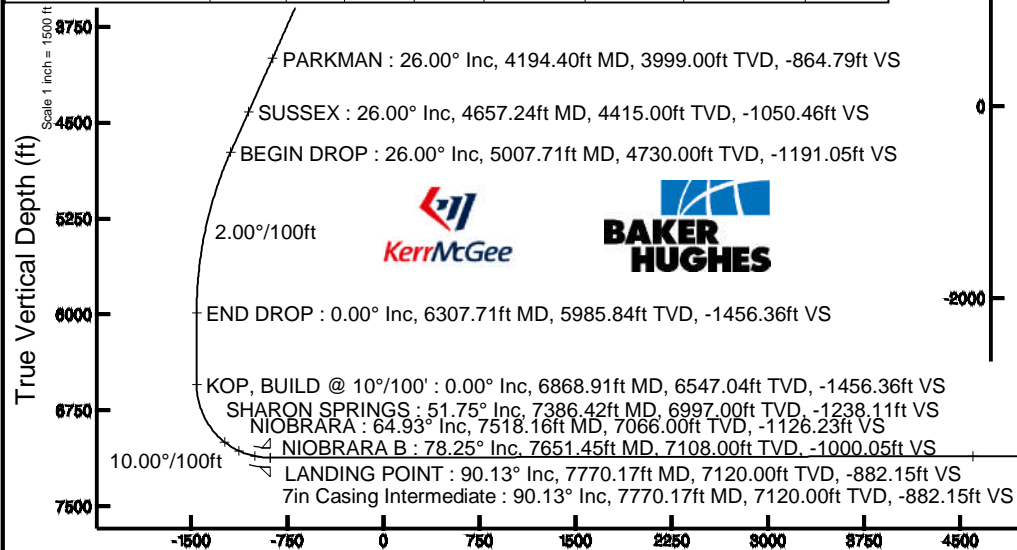 3750
Scale 1 inch = 1500 ft
PARKMAN : 26.00° Inc, 4194.40ft MD, 3999.00ft TVD, -864.79ft VS
0
SUSSEX : 26.00° Inc, 4657.24ft MD, 4415.00ft TVD, -1050.46ft VS
4500
BEGIN DROP : 26.00° Inc, 5007.71ft MD, 4730.00ft TVD, -1191.05ft VS
True Vertical Depth (ft)
5250
2.00°/100ft
KerrMcGee
BAKER
HUGHES
-2000
6000
END DROP : 0.00° Inc, 6307.71ft MD, 5985.84ft TVD, -1456.36ft VS
KOP, BUILD @ 10°/100' : 0.00° Inc, 6868.91ft MD, 6547.04ft TVD, -1456.36ft VS
6750
SHARON SPRINGS : 51.75° Inc, 7386.42ft MD, 6997.00ft TVD, -1238.11ft VS
NIOBRARA : 64.93° Inc, 7518.16ft MD, 7066.00ft TVD, -1126.23ft VS
NIOBRARA B : 78.25° Inc, 7651.45ft MD, 7108.00ft TVD, -1000.05ft VS
10.00°/100ft
LANDING POINT : 90.13° Inc, 7770.17ft MD, 7120.00ft TVD, -882.15ft VS
7in Casing Intermediate : 90.13° Inc, 7770.17ft MD, 7120.00ft TVD, -882.15ft VS
7500
-1500 -750 0 750 1500 2250 3000 3750 4500